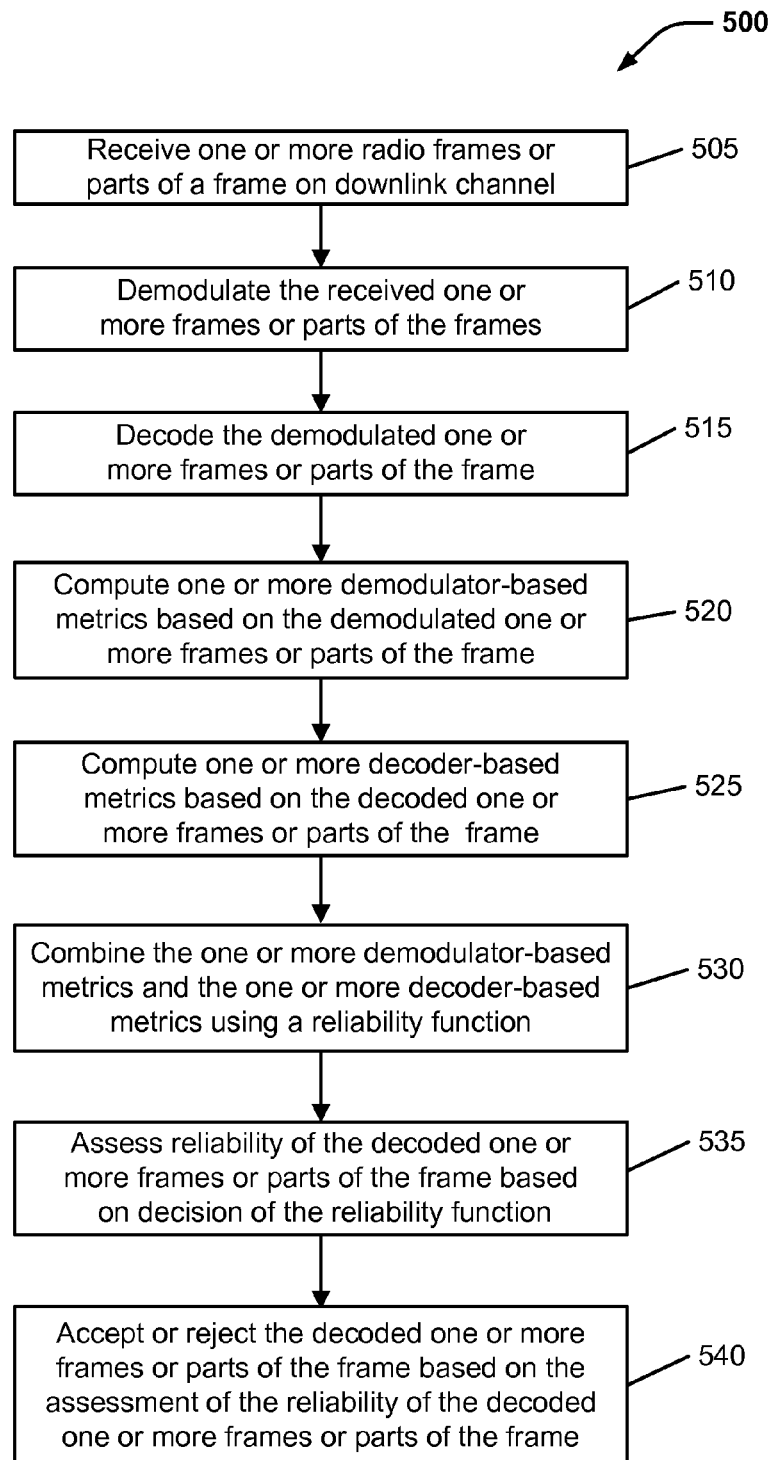 500
Receive one or more radio frames or
parts of a frame on downlink channel
505
Demodulate the received one or
more frames or parts of the frames
510
Decode the demodulated one or
more frames or parts of the frame
515
Compute one or more demodulator-based
metrics based on the demodulated one or
more frames or parts of the frame
520
Compute one or more decoder-based
metrics based on the decoded one or
more frames or parts of the frame
525
Combine the one or more demodulator-based
metrics and the one or more decoder-based
metrics using a reliability function
530
Assess reliability of the decoded one or
more frames or parts of the frame based
on decision of the reliability function
535
Accept or reject the decoded one or more
frames or parts of the frame based on the
assessment of the reliability of the decoded
one or more frames or parts of the frame
540